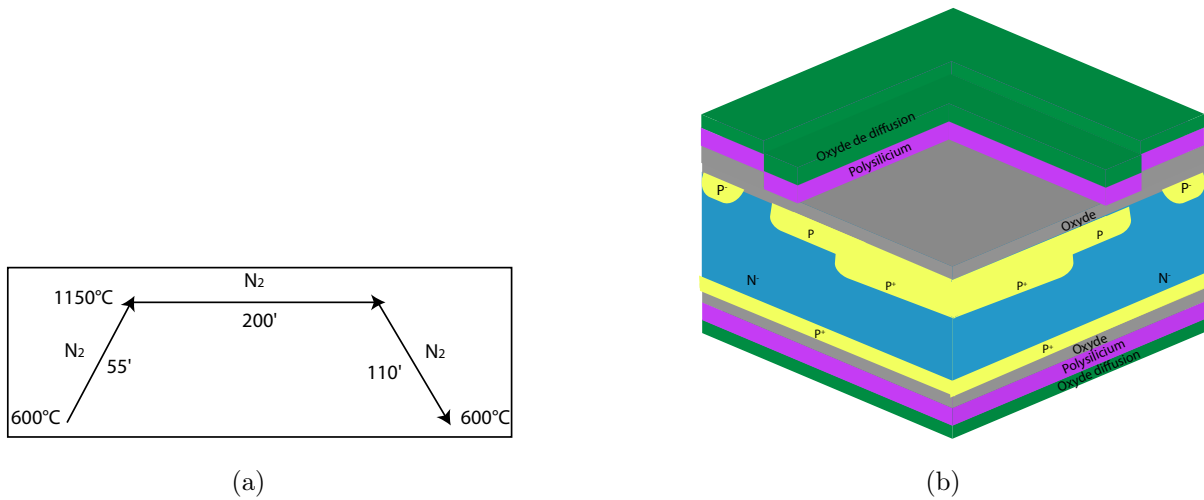 N2
1150°C
200'
N2
55'
N2
110'
600°C
600°C
(a)
Oxyde de diffusion
Polysilicium
P-
P-
Oxyde
P
P
N-
N-
P+
P+
P+
P+
Oxyde
Polysilicium
Oxyde diffusion
(b)